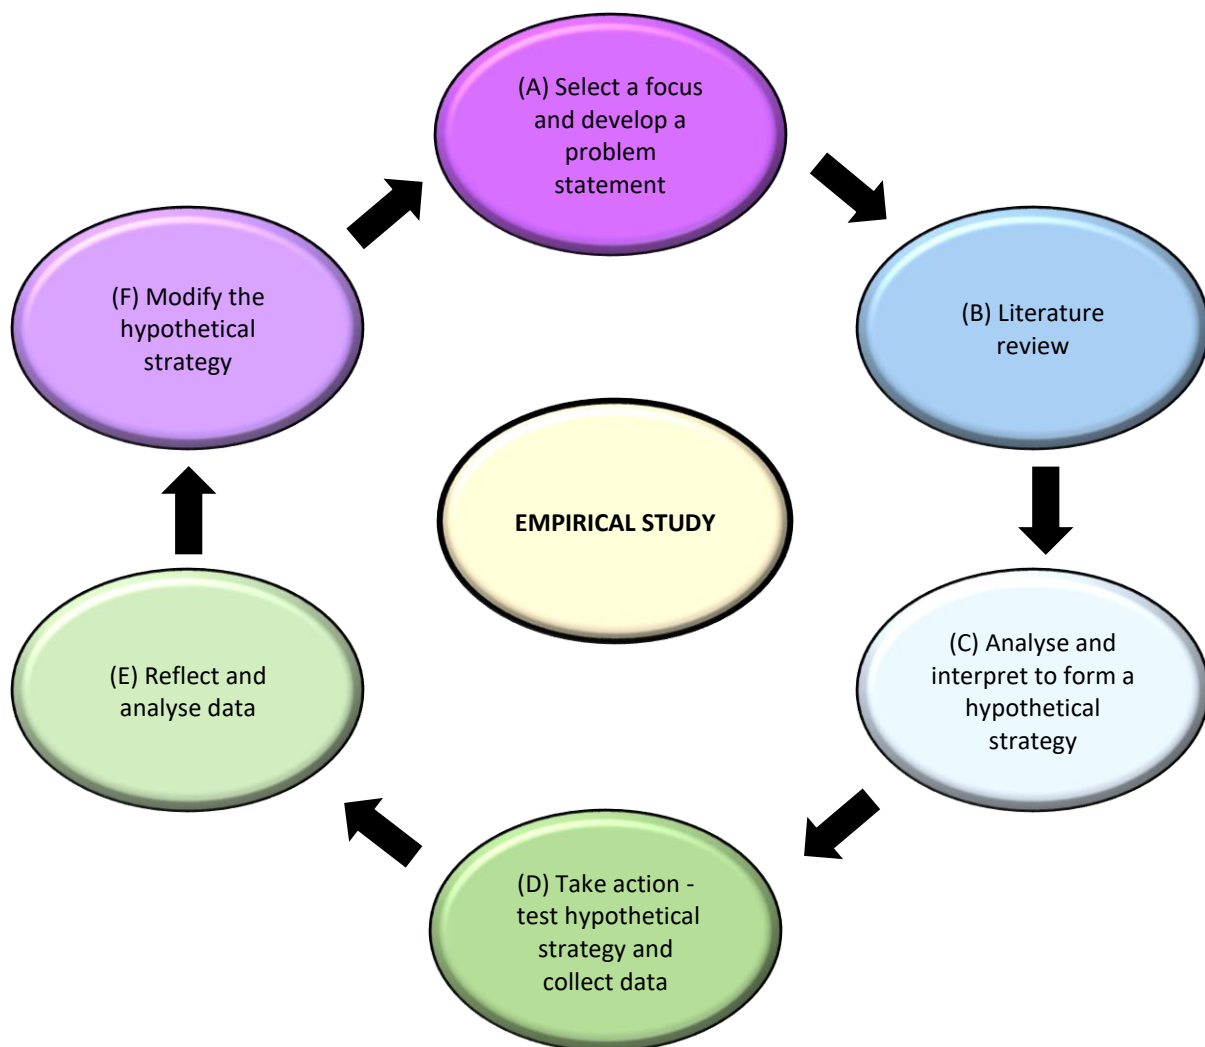 (A) Select a focus
and develop a
problem
statement
(B) Literature
review
(C) Analyse and
interpret to form a
hypothetical
strategy
(D) Take action -
test hypothetical
strategy and
collect data
(E) Reflect and
analyse data
(F) Modify the
hypothetical
strategy
EMPIRICAL STUDY